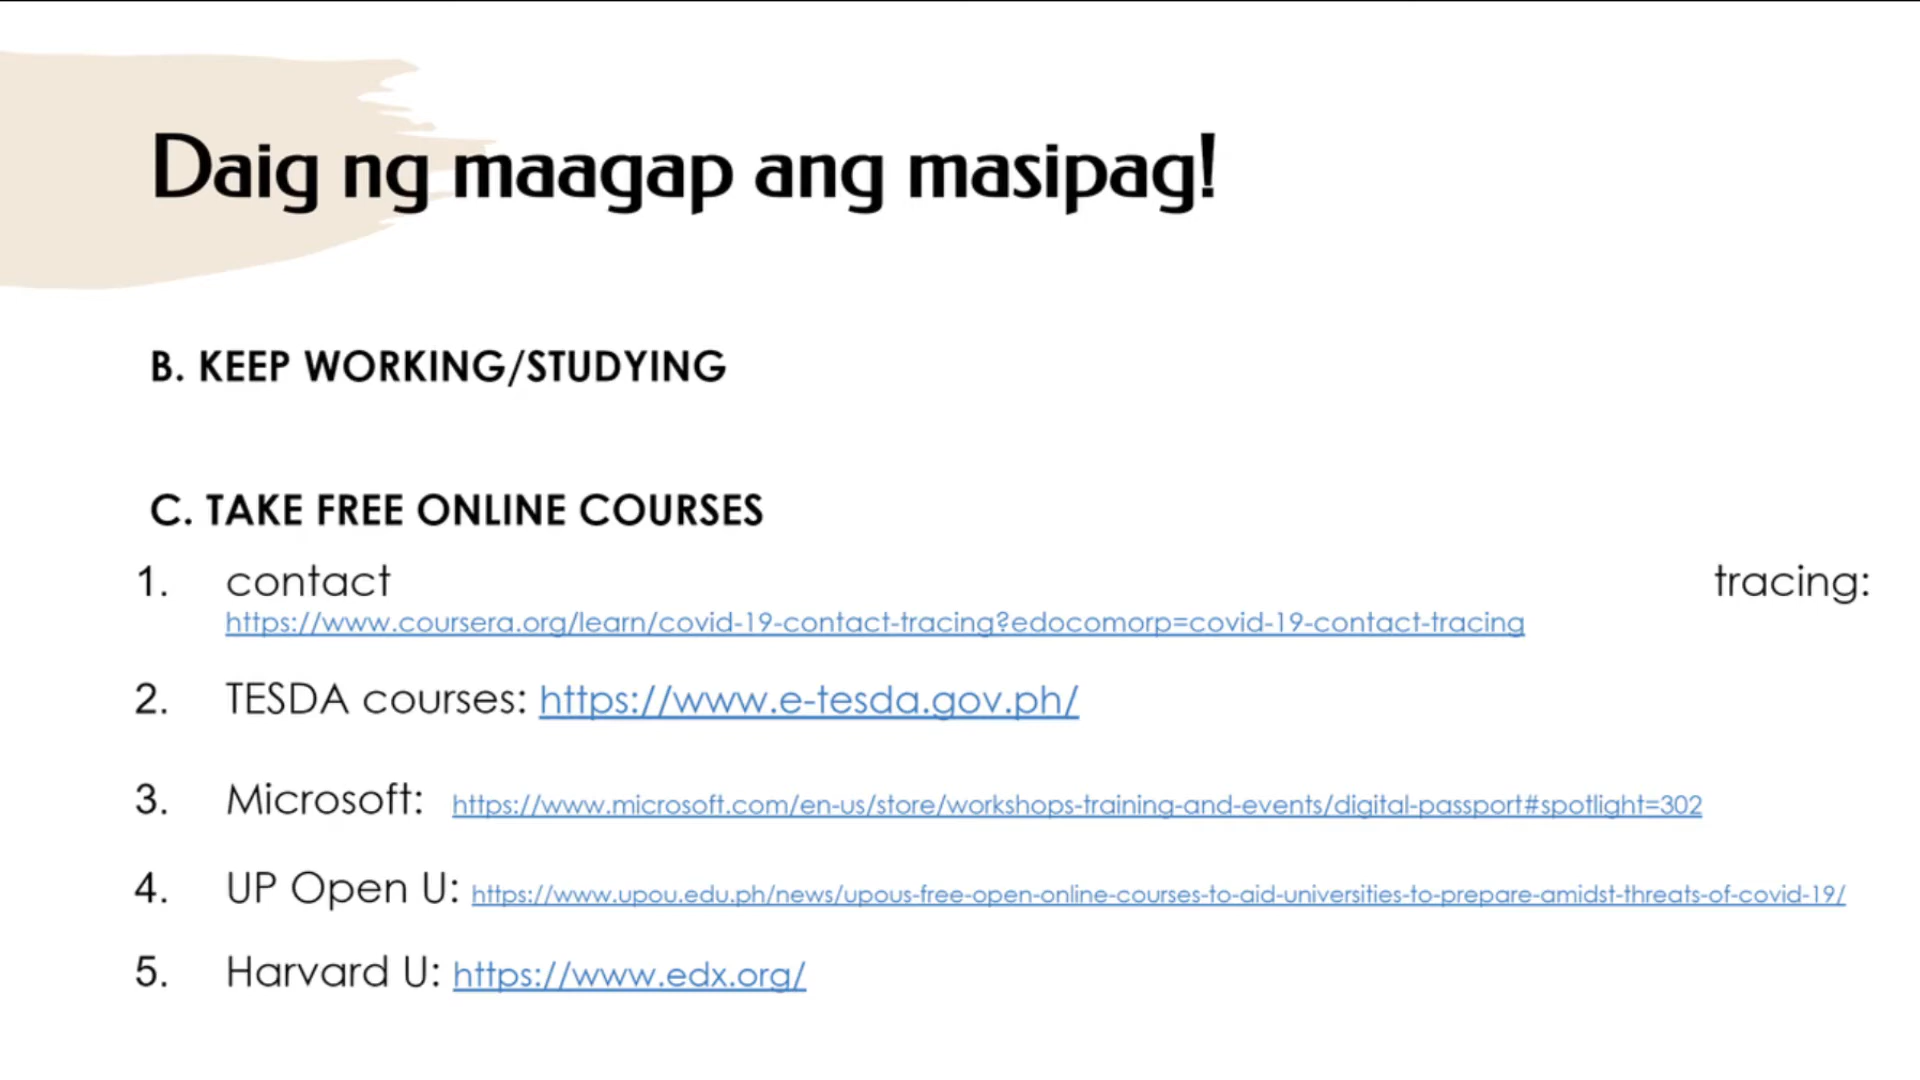 Daig ng maagap ang masipag!
B. KEEP WORKING/STUDYING
C. TAKE FREE ONLINE COURSES
1. contact tracing:
https://www.coursera.org/learn/covid-19-contact-tracing?edocomorp=covid-19-contact-tracing
2. TESDA courses: https://www.e-tesda.gov.ph/
3. Microsoft: https://www.microsoft.com/en-us/store/workshops-training-and-events/digital-passport#spotlight=302
4. UP Open U: https://www.upou.edu.ph/news/upous-free-open-online-courses-to-aid-universities-to-prepare-amidst-threats-of-covid-19/
5. Harvard U: https://www.edx.org/